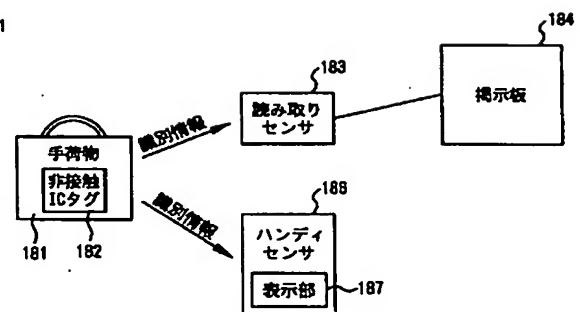 1
184
183
掲示板
読み取り
センサ
識別情報
手荷物
非接触
ICタグ
181
182
識別情報
186
ハンディ
センサ
表示部
187